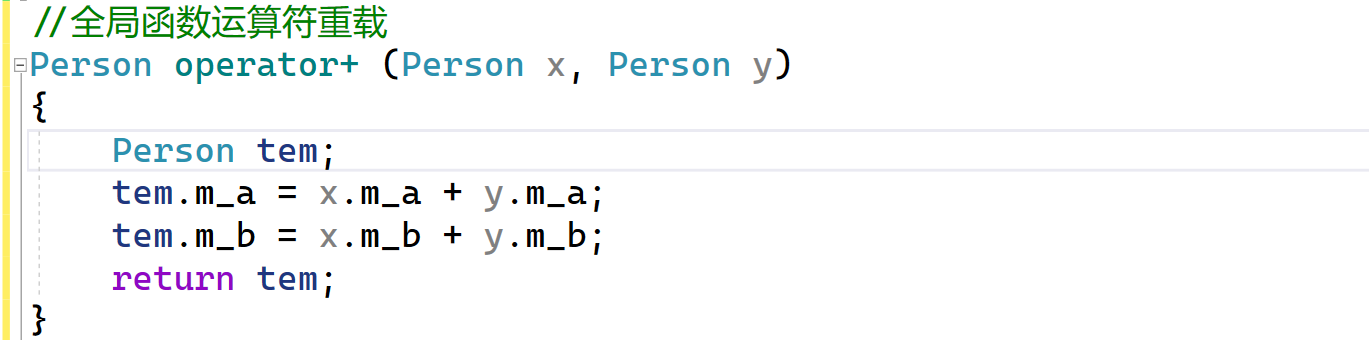 //全局函数运算符重载
Person operator+ (Person x, Person y)
{
    Person tem;
    tem.m_a = x.m_a + y.m_a;
    tem.m_b = x.m_b + y.m_b;
    return tem;
}